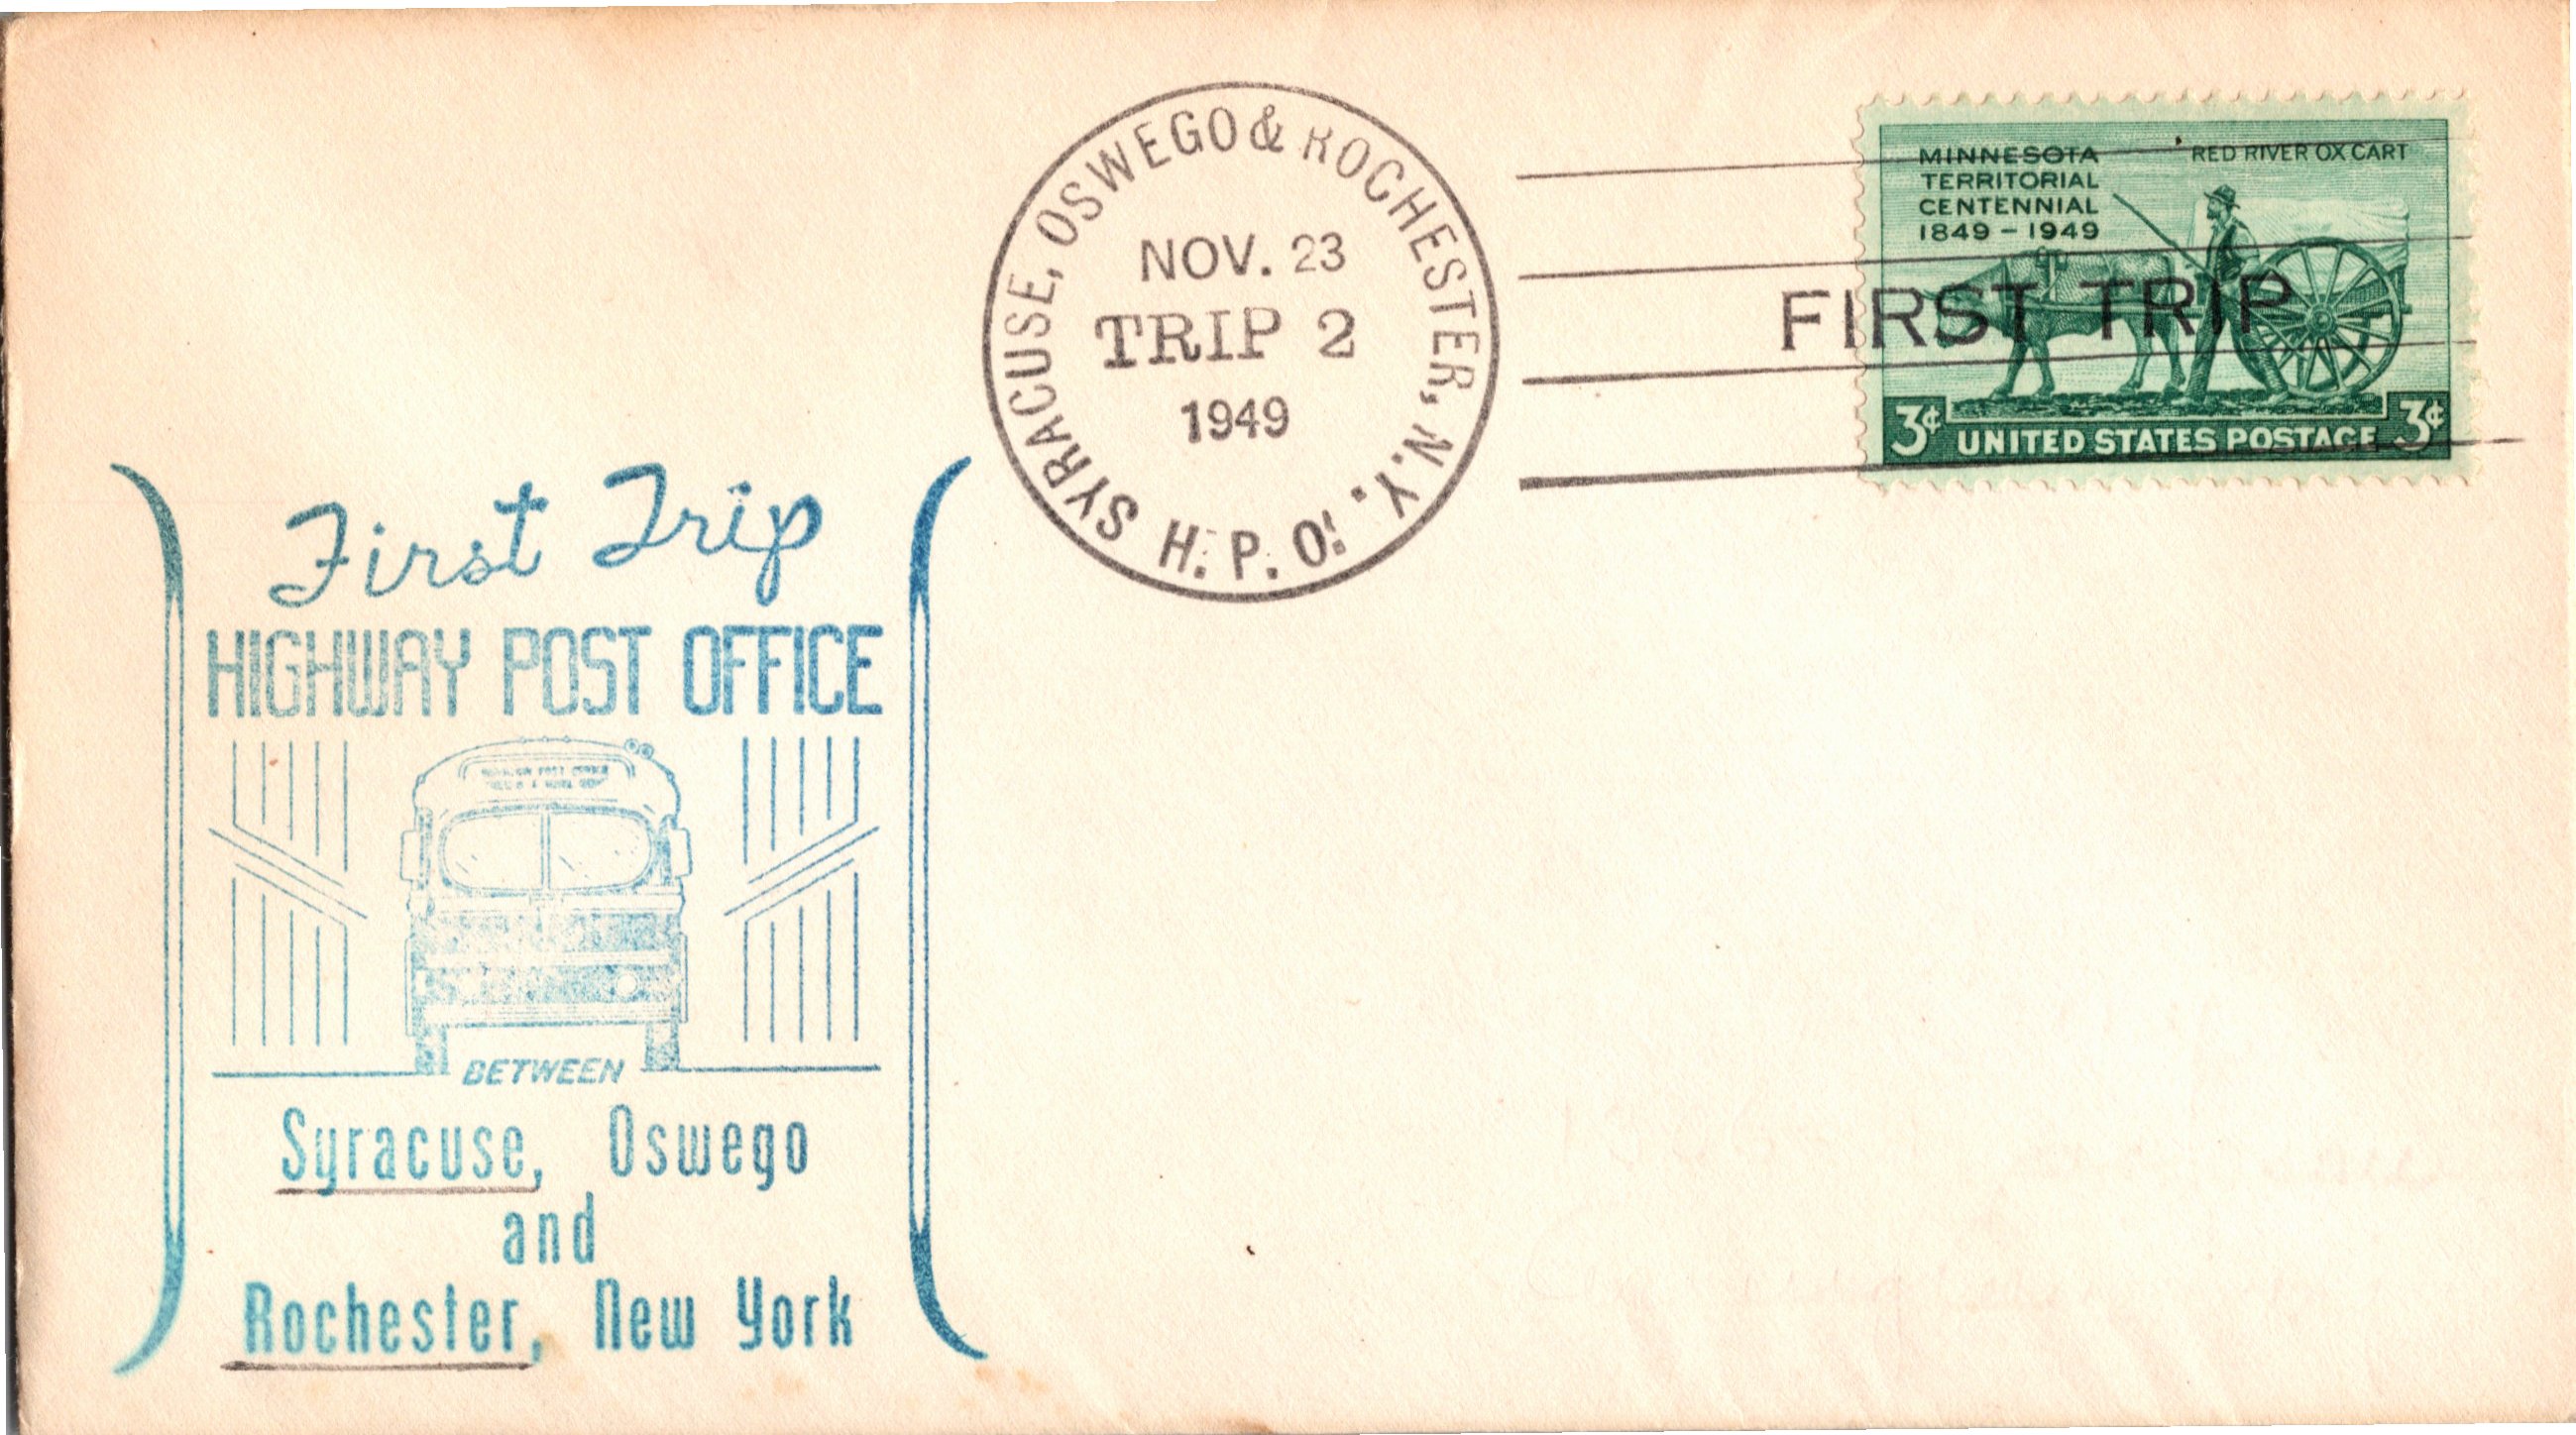 SYRACUSE, OSWEGO & ROCHESTER, N.Y.
NOV. 23
TRIP 2
1949
H. P. O.
MINNESOTA
TERRITORIAL
CENTENNIAL
1849 - 1949
RED RIVER OX CART
FIRST TRIP
3¢ UNITED STATES POSTAGE 3¢
First Trip
HIGHWAY POST OFFICE
BETWEEN
Syracuse, Oswego
and
Rochester, New York